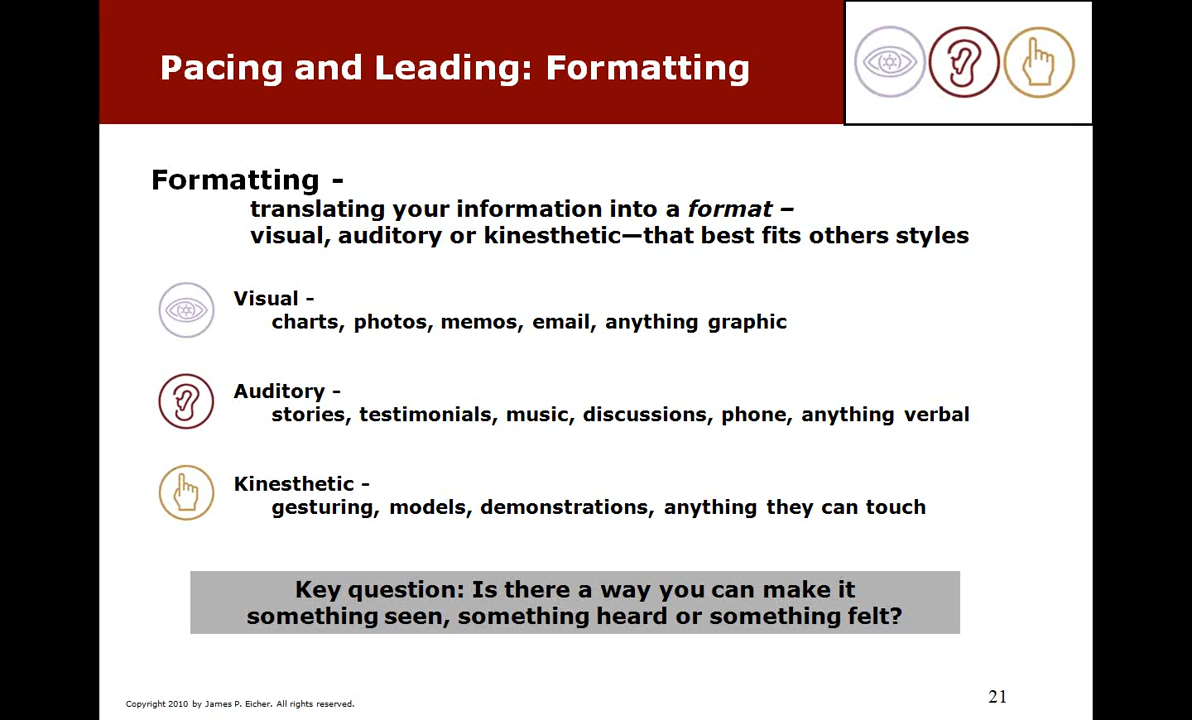 Pacing and Leading: Formatting
Formatting -
translating your information into a format –
visual, auditory or kinesthetic—that best fits others styles
Visual -
charts, photos, memos, email, anything graphic
Auditory -
stories, testimonials, music, discussions, phone, anything verbal
Kinesthetic -
gesturing, models, demonstrations, anything they can touch
Key question: Is there a way you can make it
something seen, something heard or something felt?
Copyright 2010 by James P. Eicher. All rights reserved.
21